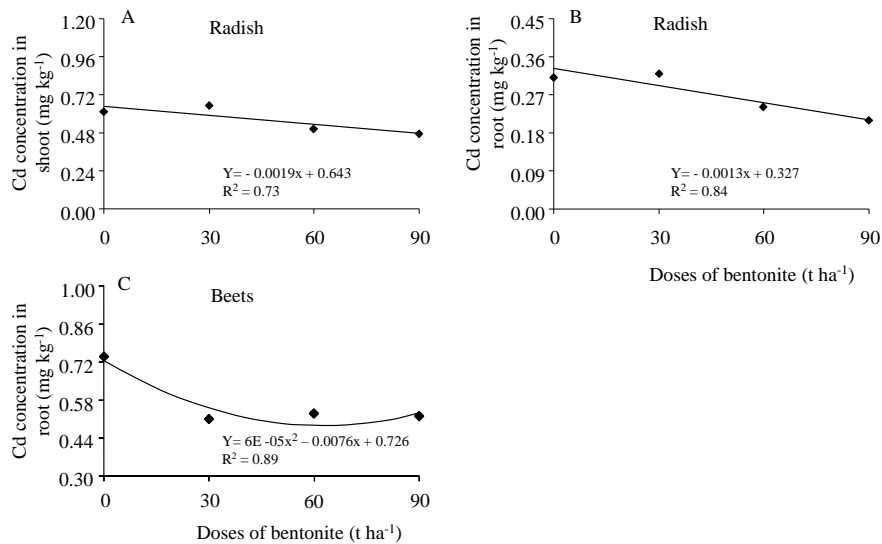 A
Radish
Cd concentration in
shoot (mg kg⁻¹)
1.20
0.96
0.72
0.48
0.24
0.00
Y= - 0.0019x + 0.643
R² = 0.73
0 30 60 90
B
Radish
Cd concentration in
root (mg kg⁻¹)
0.45
0.36
0.27
0.18
0.09
0.00
Y= - 0.0013x + 0.327
R² = 0.84
0 30 60 90
Doses of bentonite (t ha⁻¹)
C
Beets
Cd concentration in
root (mg kg⁻¹)
1.00
0.86
0.72
0.58
0.44
0.30
Y= 6E -05x² – 0.0076x + 0.726
R² = 0.89
0 30 60 90
Doses of bentonite (t ha⁻¹)